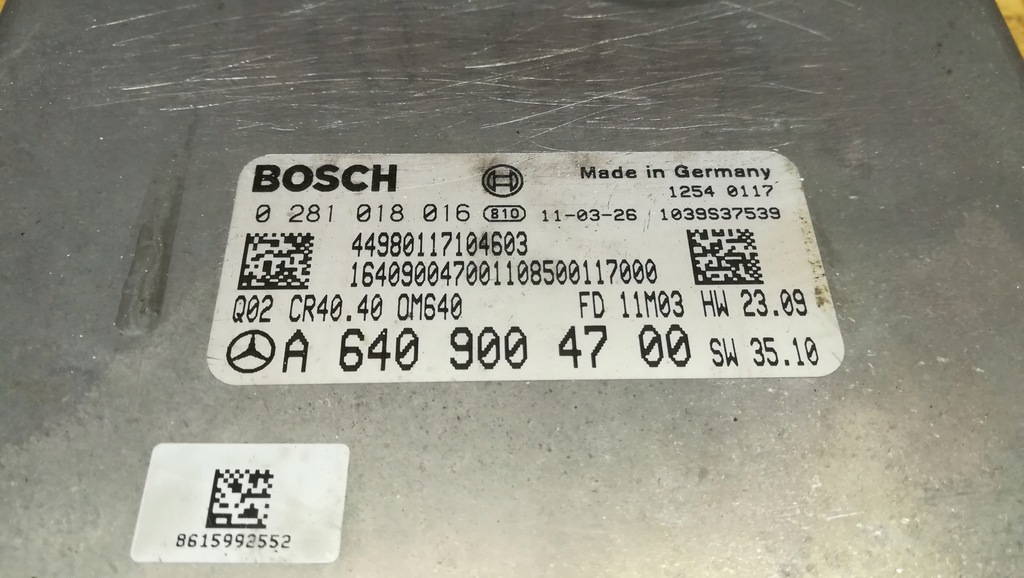 BOSCH
Made in Germany
1254 0117
0 281 018 016 810 11-03-26 1039S37539
44980117104603
164090047001108500117000
Q02 CR40.40 OM640 FD 11M03 HW 23.09
A 640 900 47 00 SW 35.10
8615992552